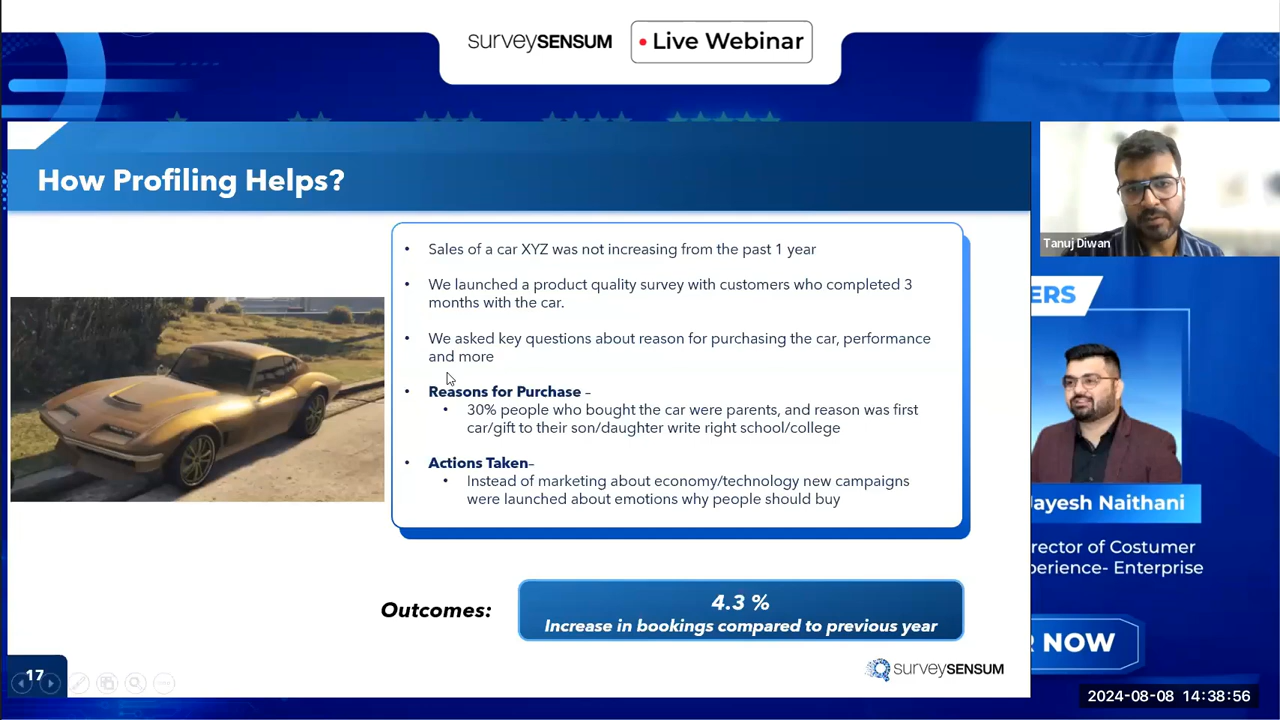 surveySENSUM
Live Webinar
How Profiling Helps?
Sales of a car XYZ was not increasing from the past 1 year
We launched a product quality survey with customers who completed 3
months with the car.
We asked key questions about reason for purchasing the car, performance
and more
Reasons for Purchase –
30% people who bought the car were parents, and reason was first
car/gift to their son/daughter write right school/college
Actions Taken–
Instead of marketing about economy/technology new campaigns
were launched about emotions why people should buy
Outcomes:
4.3 %
Increase in bookings compared to previous year
17
surveySENSUM
Tanuj Diwan
ERS
Jayesh Naithani
rector of Costumer
perience- Enterprise
R NOW
2024-08-08 14:38:56